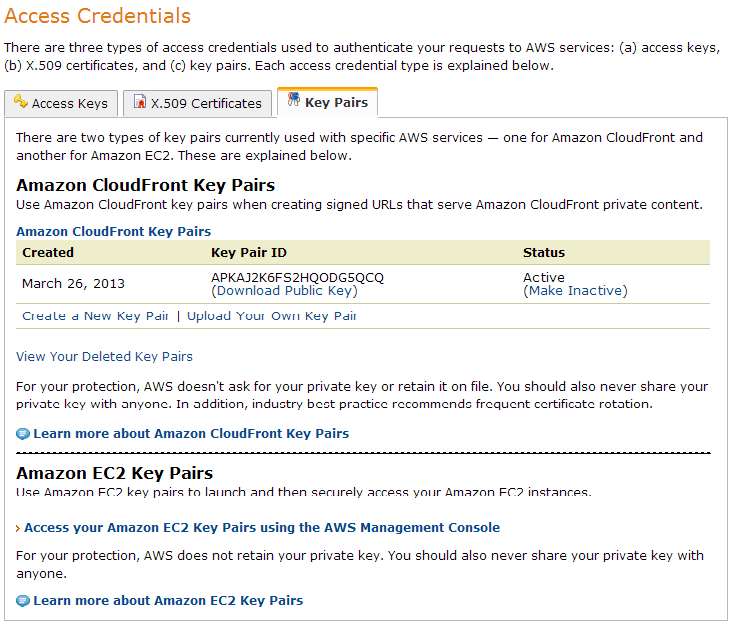 Access Credentials
There are three types of access credentials used to authenticate your requests to AWS services: (a) access keys,
(b) X.509 certificates, and (c) key pairs. Each access credential type is explained below.
Access Keys X.509 Certificates Key Pairs
There are two types of key pairs currently used with specific AWS services — one for Amazon CloudFront and
another for Amazon EC2. These are explained below.
Amazon CloudFront Key Pairs
Use Amazon CloudFront key pairs when creating signed URLs that serve Amazon CloudFront private content.
Amazon CloudFront Key Pairs
Created Key Pair ID Status
March 26, 2013 APKAJ2K6FS2HQODG5QCQ Active
(Download Public Key) (Make Inactive)
Create a New Key Pair | Upload Your Own Key Pair
View Your Deleted Key Pairs
For your protection, AWS doesn't ask for your private key or retain it on file. You should also never share your
private key with anyone. In addition, industry best practice recommends frequent certificate rotation.
Learn more about Amazon CloudFront Key Pairs
Amazon EC2 Key Pairs
Use Amazon EC2 key pairs to launch and then securely access your Amazon EC2 instances.
› Access your Amazon EC2 Key Pairs using the AWS Management Console
For your protection, AWS does not retain your private key. You should also never share your private key with
anyone.
Learn more about Amazon EC2 Key Pairs